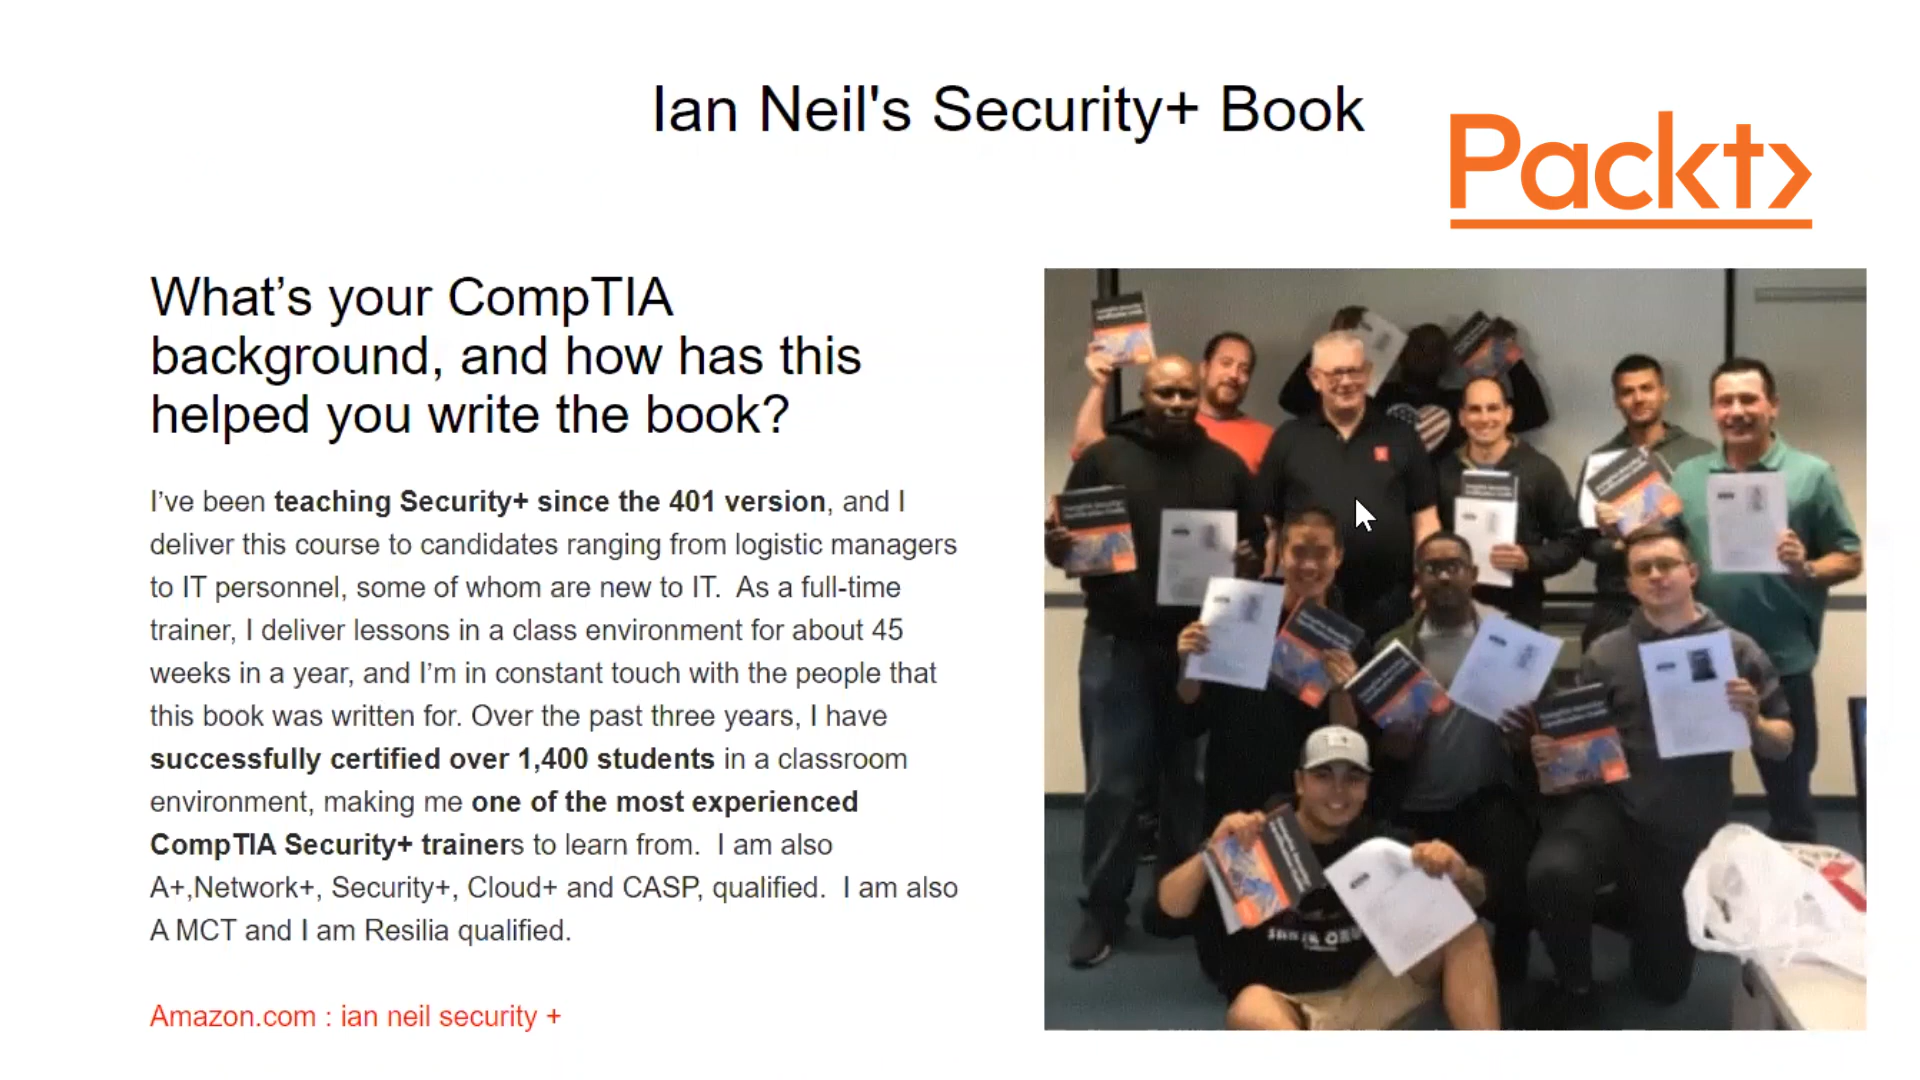 Ian Neil's Security+ Book
Packt>
What’s your CompTIA
background, and how has this
helped you write the book?
I’ve been teaching Security+ since the 401 version, and I
deliver this course to candidates ranging from logistic managers
to IT personnel, some of whom are new to IT.  As a full-time
trainer, I deliver lessons in a class environment for about 45
weeks in a year, and I’m in constant touch with the people that
this book was written for. Over the past three years, I have
successfully certified over 1,400 students in a classroom
environment, making me one of the most experienced
CompTIA Security+ trainers to learn from.  I am also
A+,Network+, Security+, Cloud+ and CASP, qualified.  I am also
A MCT and I am Resilia qualified.
Amazon.com : ian neil security +